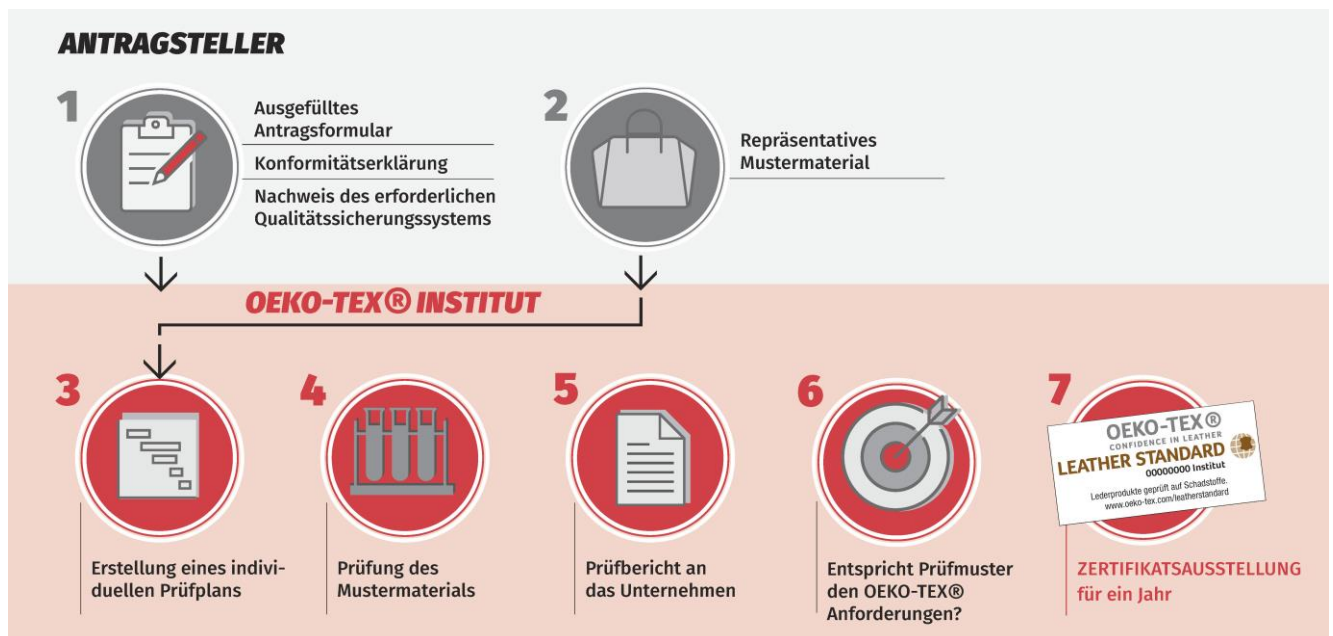 ANTRAGSTELLER
1
Ausgefülltes
Antragsformular
Konformitätserklärung
Nachweis des erforderlichen
Qualitätssicherungssystems
2
Repräsentatives
Mustermaterial
OEKO-TEX® INSTITUT
3
Erstellung eines indivi-
duellen Prüfplans
4
Prüfung des
Mustermaterials
5
Prüfbericht an
das Unternehmen
6
Entspricht Prüfmuster
den OEKO-TEX®
Anforderungen?
7
OEKO-TEX®
CONFIDENCE IN LEATHER
LEATHER STANDARD
00000000 Institut
Lederprodukte geprüft auf Schadstoffe.
www.oeko-tex.com/leatherstandard
ZERTIFIKATSAUSSTELLUNG
für ein Jahr